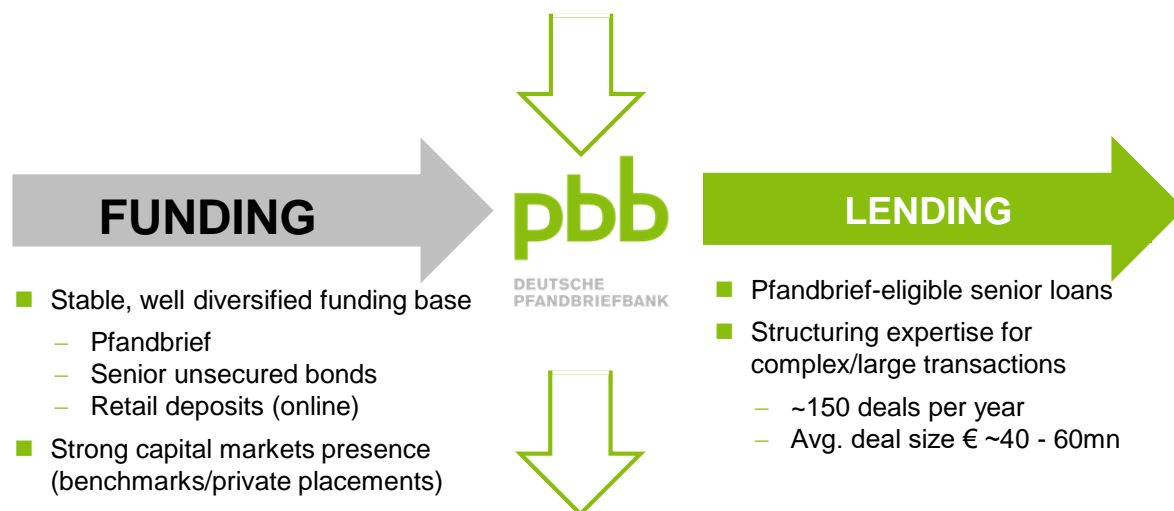 FUNDING
■ Stable, well diversified funding base
– Pfandbrief
– Senior unsecured bonds
– Retail deposits (online)
■ Strong capital markets presence
(benchmarks/private placements)
pbb
DEUTSCHE
PFANDBRIEFBANK
LENDING
■ Pfandbrief-eligible senior loans
■ Structuring expertise for
complex/large transactions
– ~150 deals per year
– Avg. deal size € ~40 - 60mn